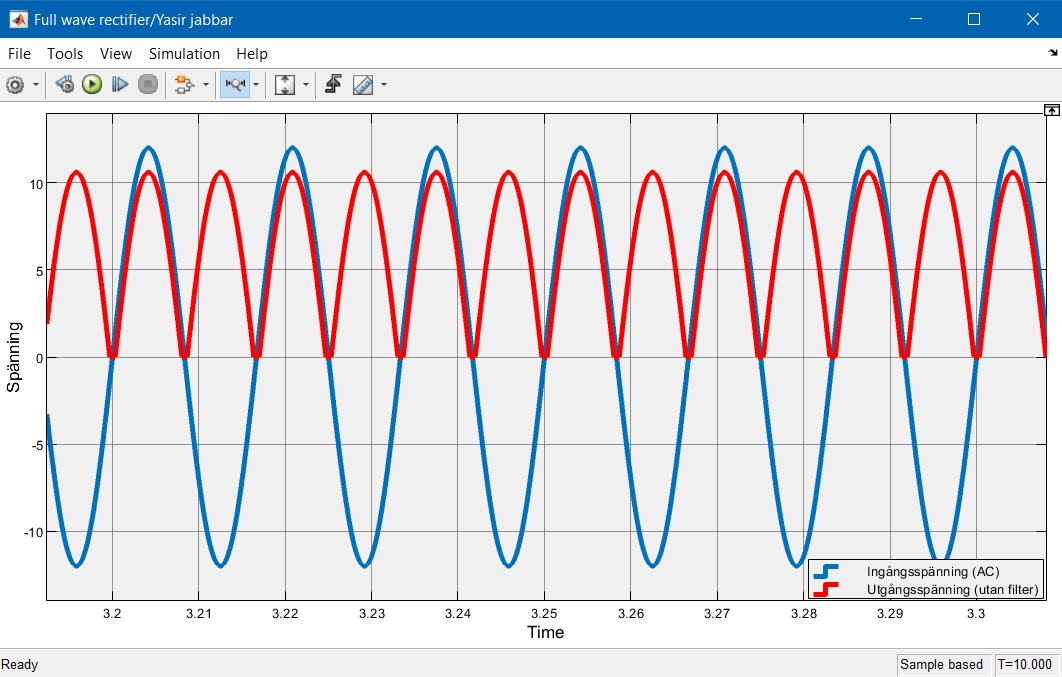 Full wave rectifier/Yasir jabbar
File Tools View Simulation Help
10
5
0
-5
-10
Spänning
Ingångsspänning (AC)
Utgångsspänning (utan filter)
3.2 3.21 3.22 3.23 3.24 3.25 3.26 3.27 3.28 3.29 3.3
Time
Ready Sample based T=10.000